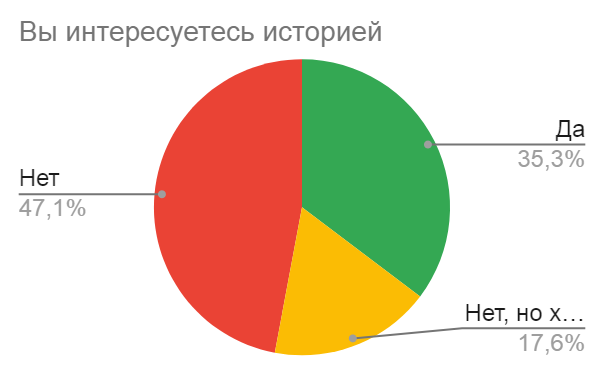 Вы интересуетесь историей
Да
35,3%
Нет
47,1%
Нет, но х…
17,6%